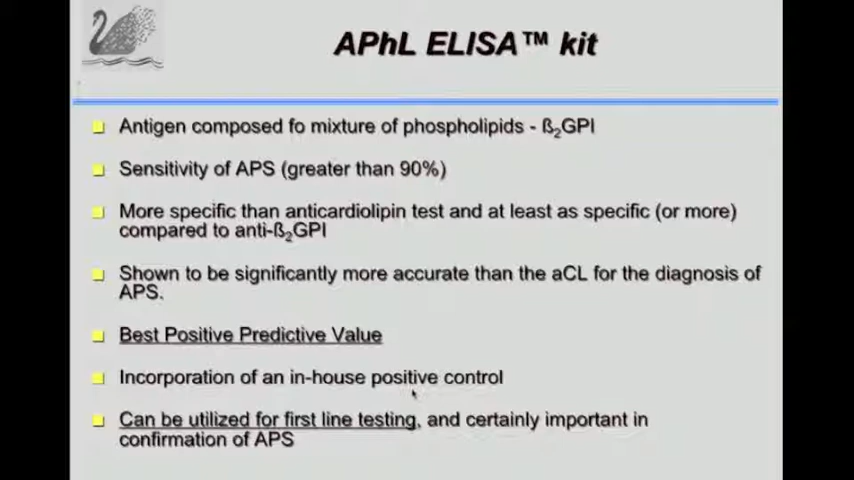 APhL ELISA™ kit
Antigen composed fo mixture of phospholipids - ß₂GPI
Sensitivity of APS (greater than 90%)
More specific than anticardiolipin test and at least as specific (or more)
compared to anti-ß₂GPI
Shown to be significantly more accurate than the aCL for the diagnosis of
APS.
Best Positive Predictive Value
Incorporation of an in-house positive control
Can be utilized for first line testing, and certainly important in
confirmation of APS